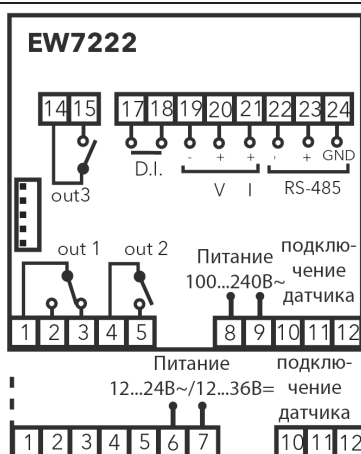 EW7222
14 15 17 18 19 20 21 22 23 24
- + + - + GND
D.I. V I RS-485
out3
out 1 out 2
Питание
100...240В~
подклю-
чение
датчика
1 2 3 4 5 8 9 10 11 12
Питание
12...24В~/12...36В=
подклю-
чение
датчика
1 2 3 4 5 6 7 10 11 12